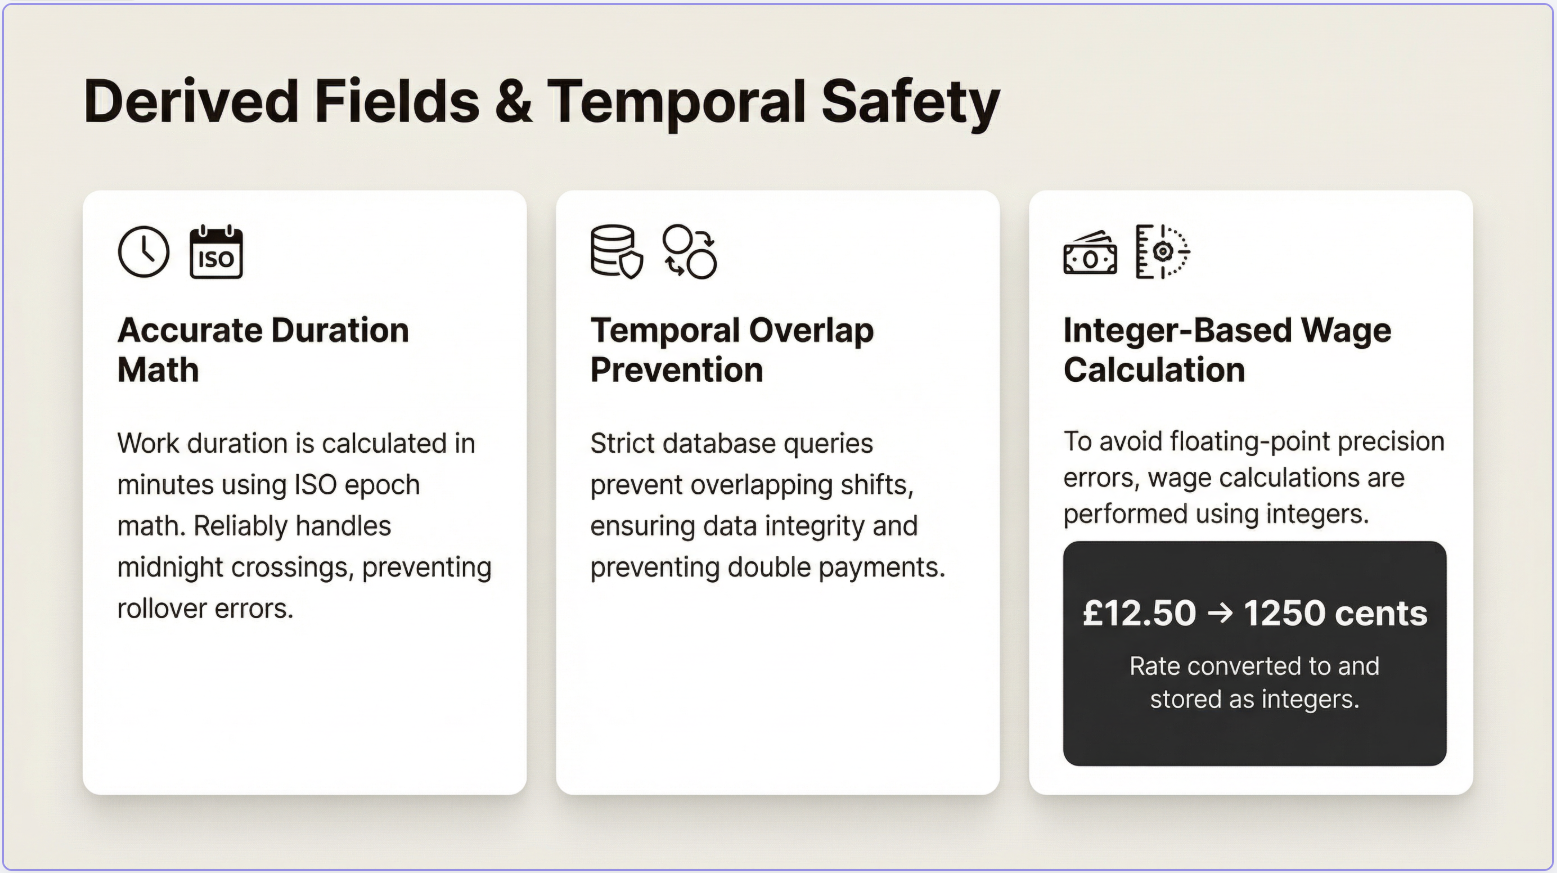 Derived Fields & Temporal Safety
ISO
Accurate Duration
Math
Work duration is calculated in
minutes using ISO epoch
math. Reliably handles
midnight crossings, preventing
rollover errors.
Temporal Overlap
Prevention
Strict database queries
prevent overlapping shifts,
ensuring data integrity and
preventing double payments.
Integer-Based Wage
Calculation
To avoid floating-point precision
errors, wage calculations are
performed using integers.
£12.50 → 1250 cents
Rate converted to and
stored as integers.